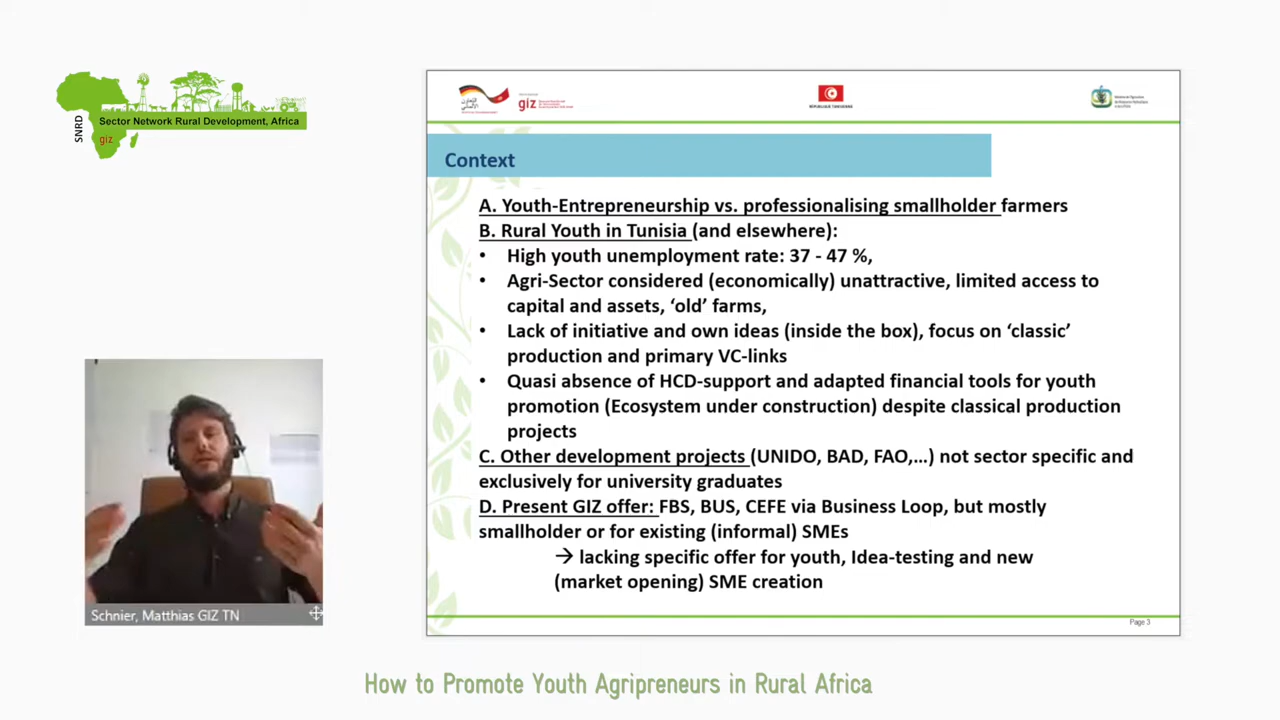 SNRD
Sector Network Rural Development, Africa
giz
giz
RÉPUBLIQUE TUNISIENNE
Context
A. Youth-Entrepreneurship vs. professionalising smallholder farmers
B. Rural Youth in Tunisia (and elsewhere):
• High youth unemployment rate: 37 - 47 %,
• Agri-Sector considered (economically) unattractive, limited access to
capital and assets, ‘old’ farms,
• Lack of initiative and own ideas (inside the box), focus on ‘classic’
production and primary VC-links
• Quasi absence of HCD-support and adapted financial tools for youth
promotion (Ecosystem under construction) despite classical production
projects
C. Other development projects (UNIDO, BAD, FAO,…) not sector specific and
exclusively for university graduates
D. Present GIZ offer: FBS, BUS, CEFE via Business Loop, but mostly
smallholder or for existing (informal) SMEs
→ lacking specific offer for youth, Idea-testing and new
(market opening) SME creation
Page 3
Schnier, Matthias GIZ TN
How to Promote Youth Agripreneurs in Rural Africa